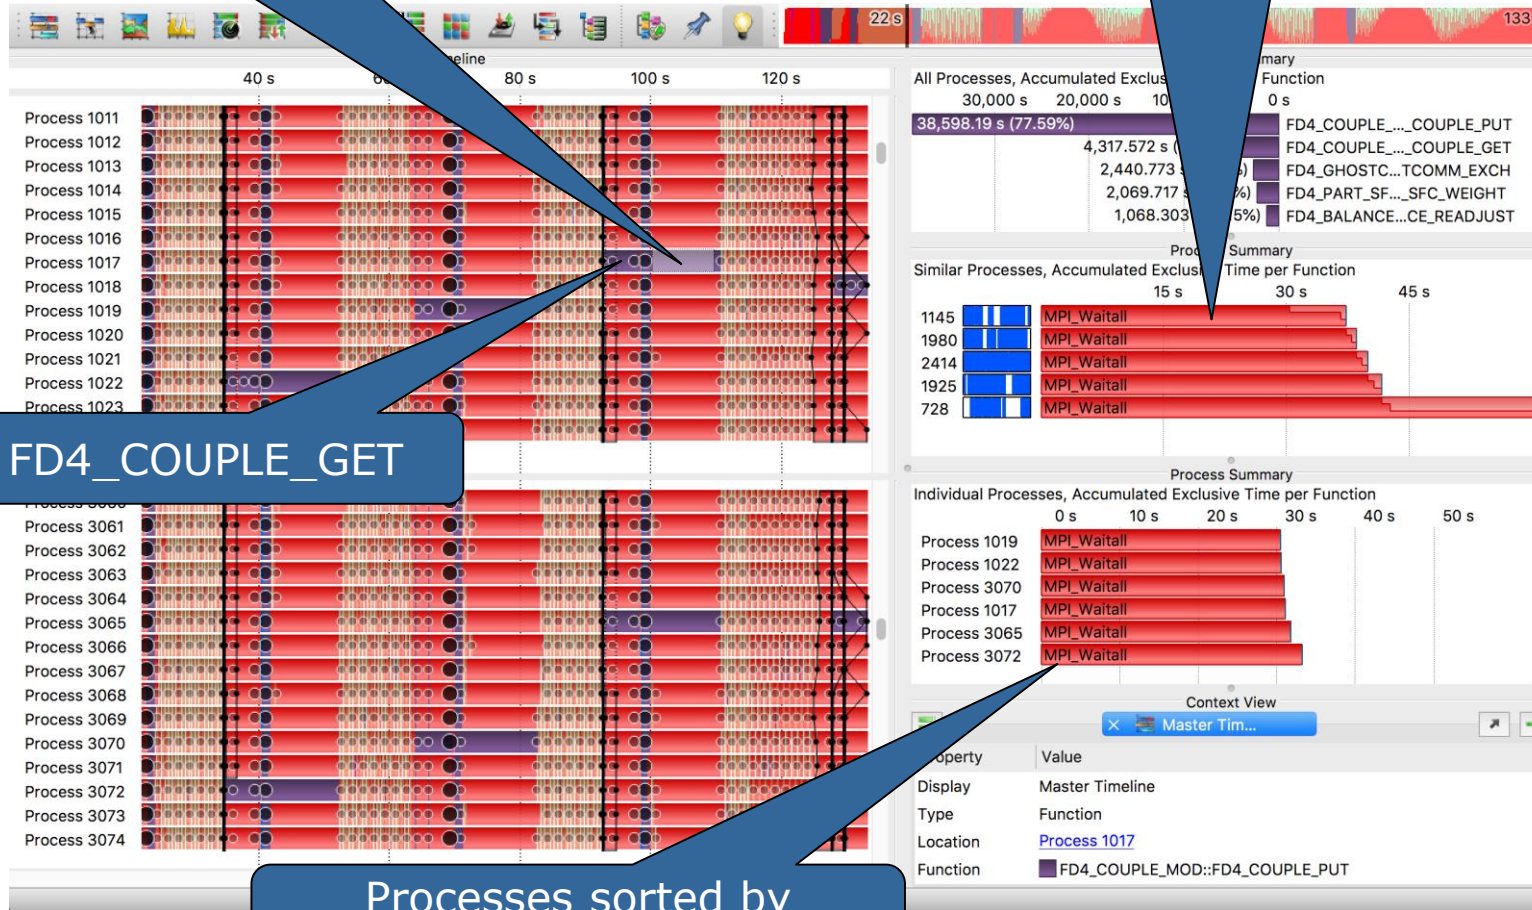 22 s
133
eline
mary
40 s
80 s
100 s
120 s
Process 1011
Process 1012
Process 1013
Process 1014
Process 1015
Process 1016
Process 1017
Process 1018
Process 1019
Process 1020
Process 1021
Process 1022
Process 1023
FD4_COUPLE_GET
Process 3061
Process 3062
Process 3063
Process 3064
Process 3065
Process 3066
Process 3067
Process 3068
Process 3069
Process 3070
Process 3071
Process 3072
Process 3073
Process 3074
Processes sorted by
All Processes, Accumulated Exclus Function
30,000 s 20,000 s 10 0 s
38,598.19 s (77.59%) FD4_COUPLE_..._COUPLE_PUT
4,317.572 s ( FD4_COUPLE_..._COUPLE_GET
2,440.773 %) FD4_GHOSTC...TCOMM_EXCH
2,069.717 %) FD4_PART_SF..._SFC_WEIGHT
1,068.303 5%) FD4_BALANCE...CE_READJUST
Summary
Similar Processes, Accumulated Exclusi Time per Function
15 s 30 s 45 s
1145 MPI_Waitall
1980 MPI_Waitall
2414 MPI_Waitall
1925 MPI_Waitall
728 MPI_Waitall
Process Summary
Individual Processes, Accumulated Exclusive Time per Function
0 s 10 s 20 s 30 s 40 s 50 s
Process 1019 MPI_Waitall
Process 1022 MPI_Waitall
Process 3070 MPI_Waitall
Process 1017 MPI_Waitall
Process 3065 MPI_Waitall
Process 3072 MPI_Waitall
Context View
Master Tim...
operty Value
Display Master Timeline
Type Function
Location Process 1017
Function FD4_COUPLE_MOD::FD4_COUPLE_PUT